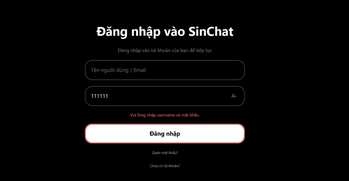 Đăng nhập vào SinChat
Đăng nhập vào tài khoản của bạn để tiếp tục
Tên người dùng / Email
111111
Ẩn
Vui lòng nhập username và mật khẩu.
Đăng nhập
Quên mật khẩu?
Chưa có tài khoản?